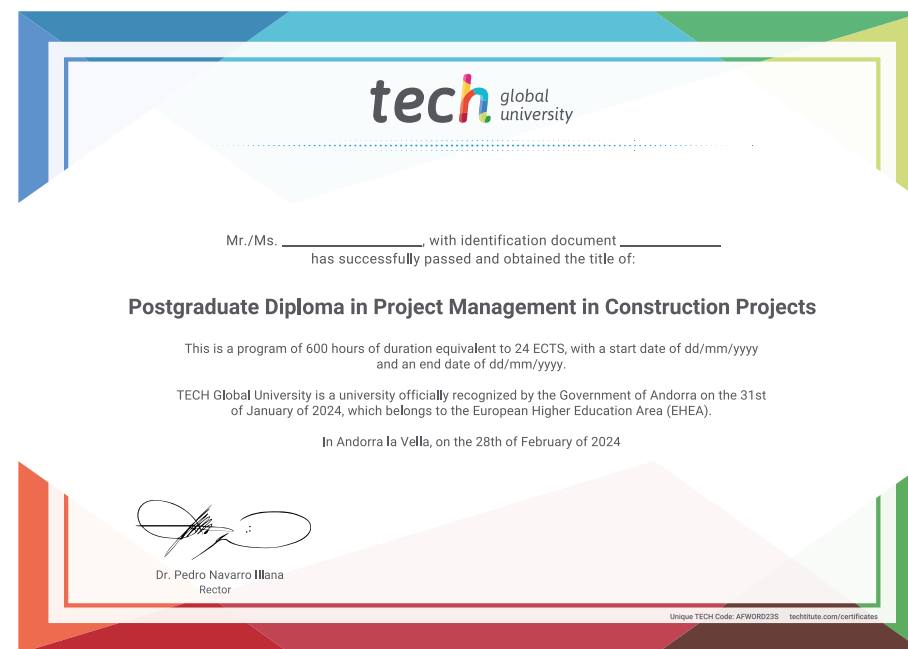 tech global university
Mr./Ms. ____________________, with identification document ______________
has successfully passed and obtained the title of:
Postgraduate Diploma in Project Management in Construction Projects
This is a program of 600 hours of duration equivalent to 24 ECTS, with a start date of dd/mm/yyyy
and an end date of dd/mm/yyyy.
TECH Global University is a university officially recognized by the Government of Andorra on the 31st
of January of 2024, which belongs to the European Higher Education Area (EHEA).
In Andorra la Vella, on the 28th of February of 2024
Dr. Pedro Navarro Illana
Rector
Unique TECH Code: AFWORD23S techtitute.com/certificates